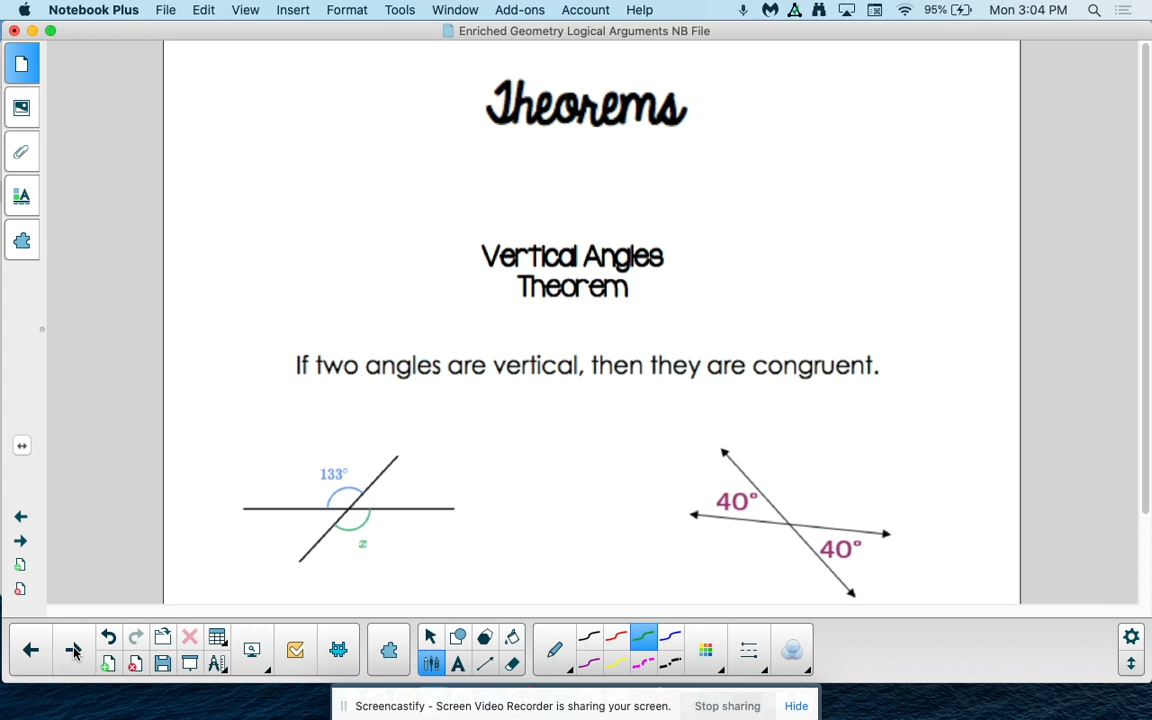 Notebook Plus File Edit View Insert Format Tools Window Add-ons Account Help 95% Mon 3:04 PM
Enriched Geometry Logical Arguments NB File
Theorems
Vertical Angles
Theorem
If two angles are vertical, then they are congruent.
133°
x
40°
40°
A
Screencastify - Screen Video Recorder is sharing your screen. Stop sharing Hide